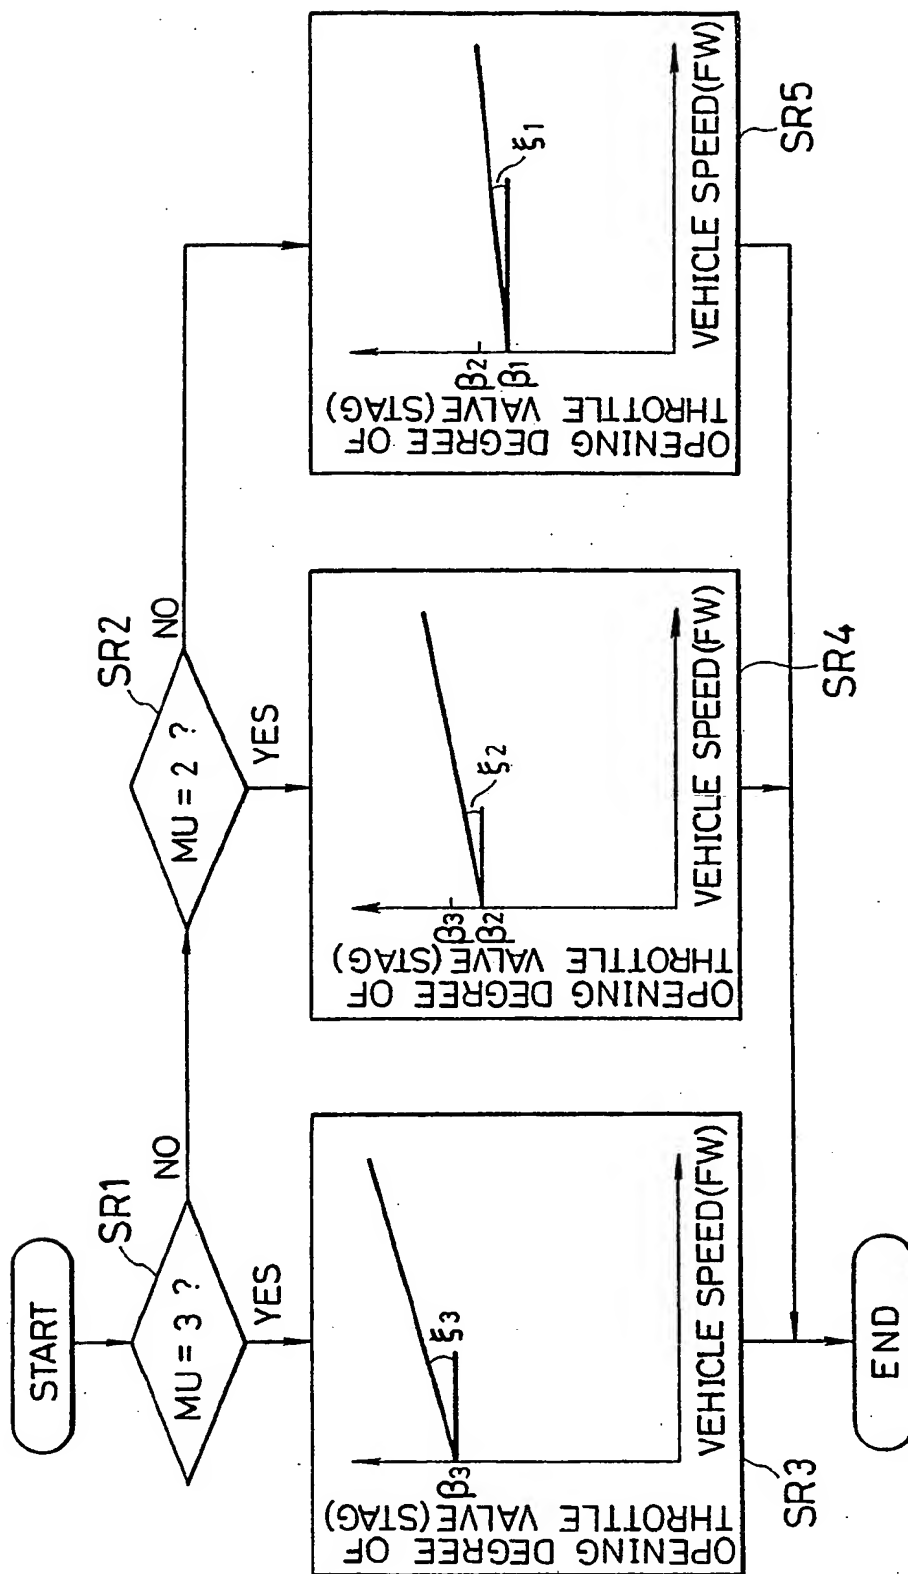 START
SR1
MU = 3 ?
NO
YES
SR2
MU = 2 ?
NO
YES
OPENING DEGREE OF
THROTTLE VALVE(STAG)
β3
ξ3
VEHICLE SPEED(FW)
SR3
OPENING DEGREE OF
THROTTLE VALVE(STAG)
β3
β2
ξ2
VEHICLE SPEED(FW)
SR4
OPENING DEGREE OF
THROTTLE VALVE(STAG)
β2
β1
ξ1
VEHICLE SPEED(FW)
SR5
END